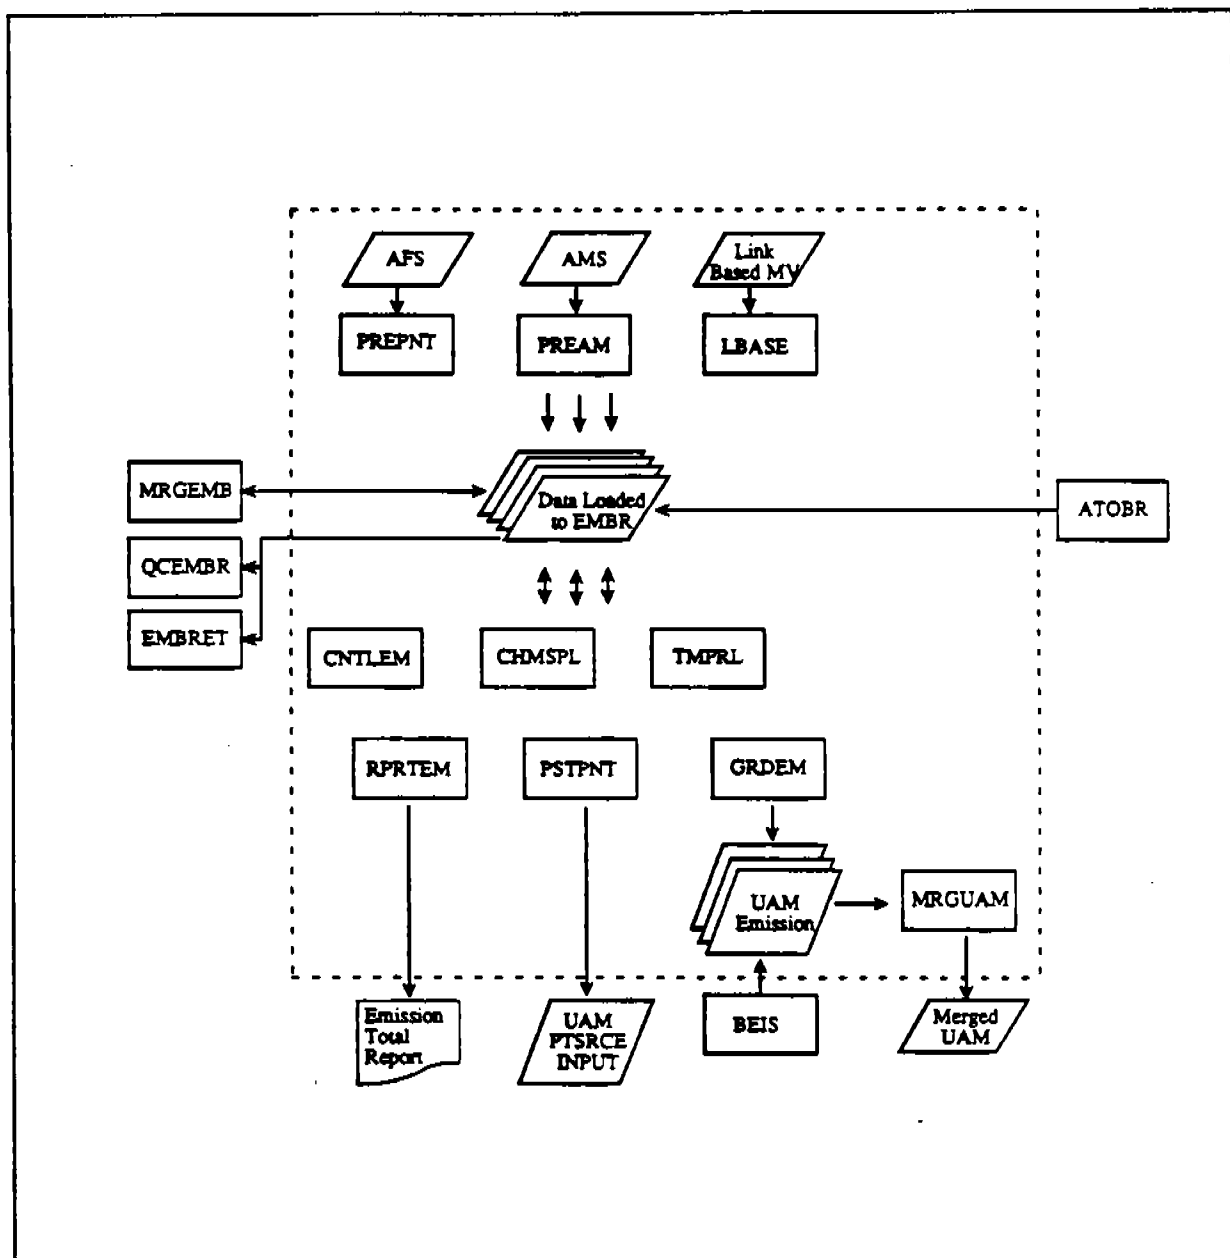 AFS
AMS
Link
Based MV
PREPNT
PREAM
LBASE
MRGEMB
Data Loaded
to EMBR
ATOBR
QCEMBR
EMBRET
CNTLEM
CHMSPL
TMPRL
RPRTEM
PSTPNT
GRDEM
UAM
Emission
MRGUAM
Emission
Total
Report
UAM
PTSRCE
INPUT
BEIS
Merged
UAM